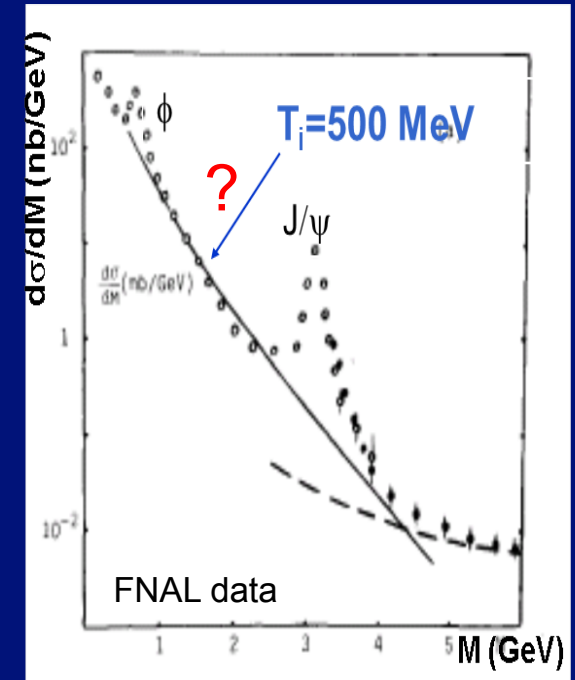 dσ/dM (nb/GeV)
ϕ
T_i=500 MeV
10²
?
J/ψ
dσ/dM (nb/GeV)
1
10⁻²
FNAL data
1 2 3 4 5 M (GeV)